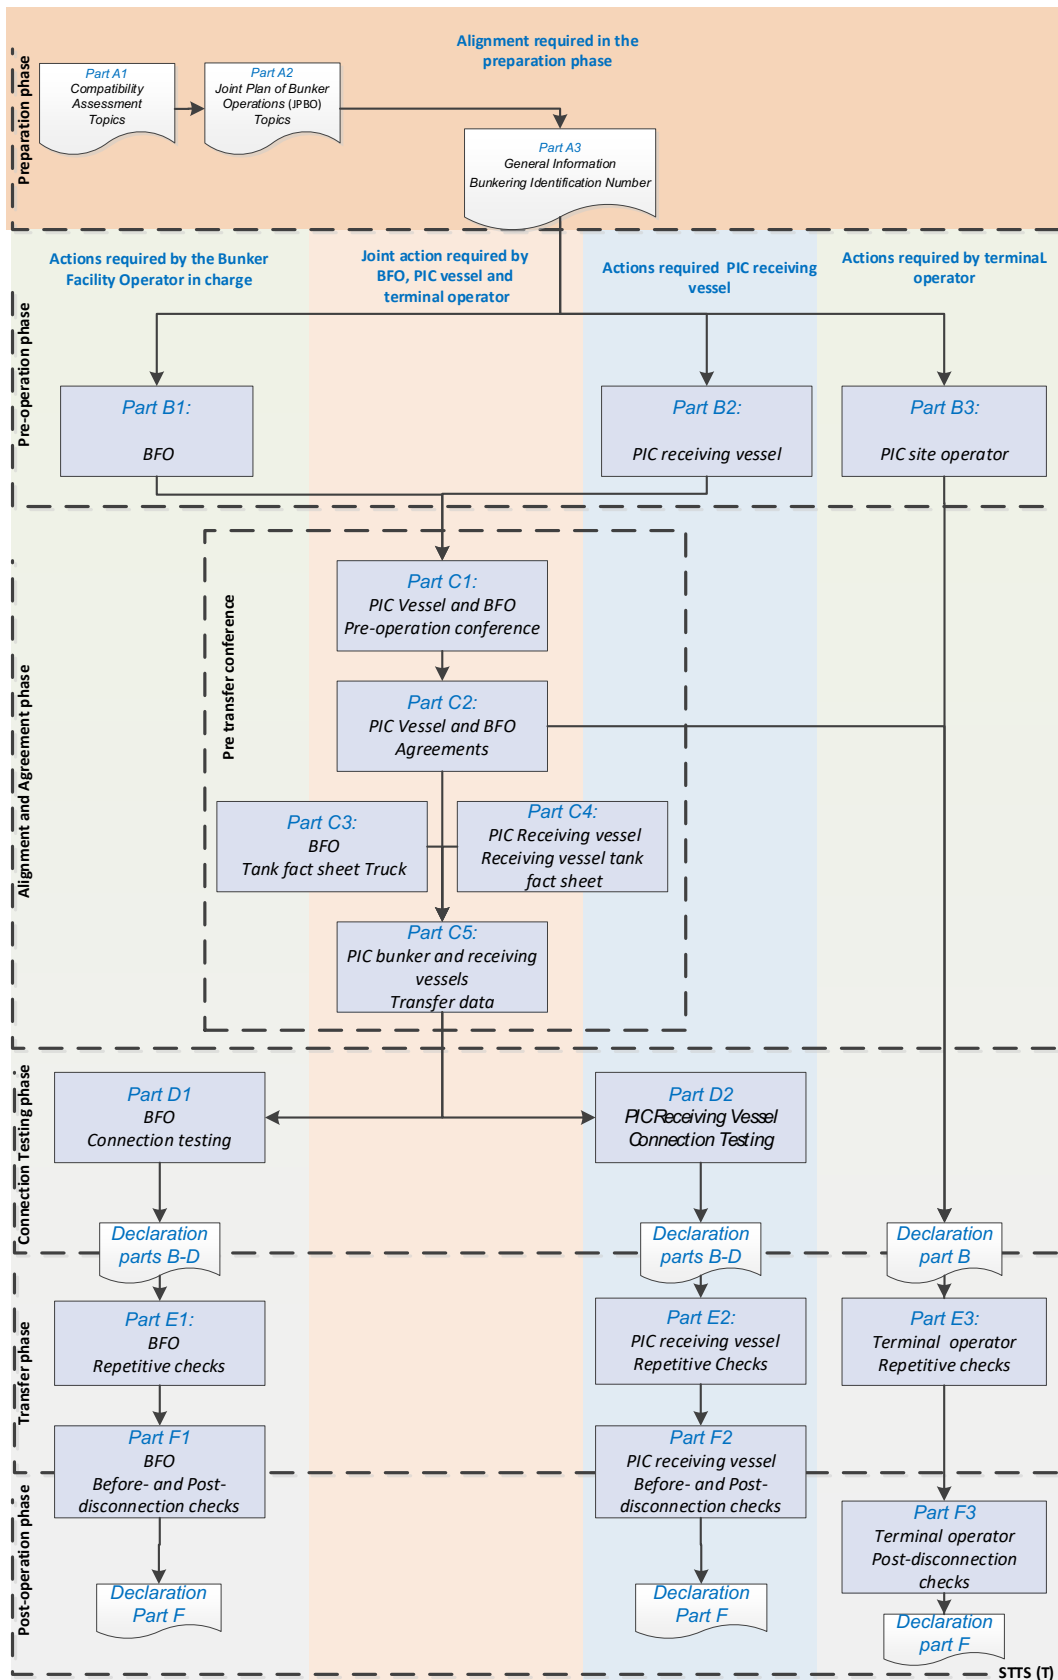 Preparation phase
Alignment required in the
preparation phase
Part A1
Compatibility
Assessment
Topics
Part A2
Joint Plan of Bunker
Operations (JPBO)
Topics
Part A3
General Information
Bunkering Identification Number
Pre-operation phase
Actions required by the Bunker
Facility Operator in charge
Joint action required by
BFO, PIC vessel and
terminal operator
Actions required PIC receiving
vessel
Actions required by terminaL
operator
Part B1:
BFO
Part B2:
PIC receiving vessel
Part B3:
PIC site operator
Alignment and Agreement phase
Pre transfer conference
Part C1:
PIC Vessel and BFO
Pre-operation conference
Part C2:
PIC Vessel and BFO
Agreements
Part C3:
BFO
Tank fact sheet Truck
Part C4:
PIC Receiving vessel
Receiving vessel tank
fact sheet
Part C5:
PIC bunker and receiving
vessels
Transfer data
Connection Testing phase
Part D1
BFO
Connection testing
Part D2
PIC Receiving Vessel
Connection Testing
Declaration
parts B-D
Declaration
parts B-D
Declaration
part B
Transfer phase
Part E1:
BFO
Repetitive checks
Part E2:
PIC receiving vessel
Repetitive Checks
Part E3:
Terminal operator
Repetitive checks
Part F1
BFO
Before- and Post-
disconnection checks
Part F2
PIC receiving vessel
Before- and Post-
disconnection checks
Post-operation phase
Part F3
Terminal operator
Post-disconnection
checks
Declaration
Part F
Declaration
Part F
Declaration
part F
STTS (T)